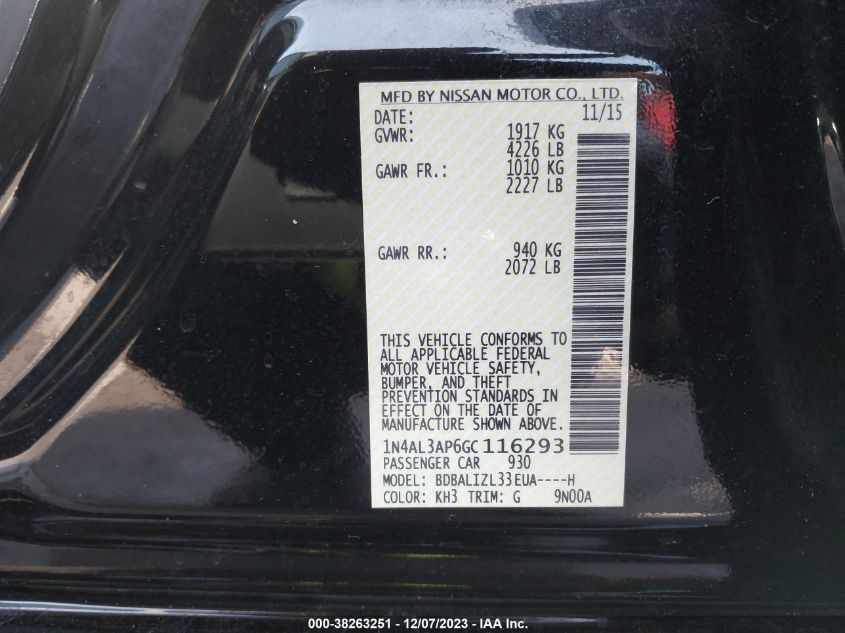 MFD BY NISSAN MOTOR CO., LTD.
DATE: 11/15
GVWR: 1917 KG
4226 LB
GAWR FR.: 1010 KG
2227 LB
GAWR RR.: 940 KG
2072 LB
THIS VEHICLE CONFORMS TO
ALL APPLICABLE FEDERAL
MOTOR VEHICLE SAFETY,
BUMPER, AND THEFT
PREVENTION STANDARDS IN
EFFECT ON THE DATE OF
MANUFACTURE SHOWN ABOVE.
1N4AL3AP6GC116293
PASSENGER CAR 930
MODEL: BDBALIZL33EUA----H
COLOR: KH3 TRIM: G 9N00A
000-38263251 - 12/07/2023 - IAA Inc.